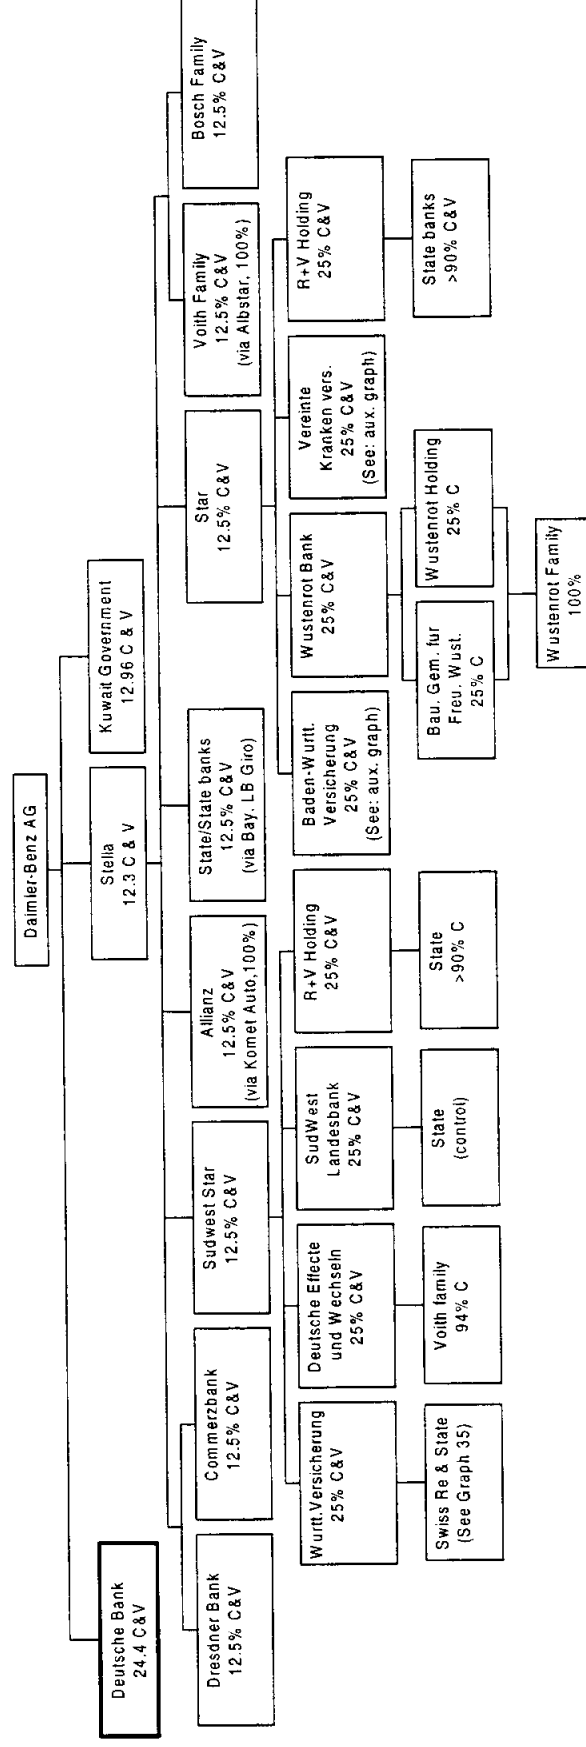 Daimler-Benz AG
Deutsche Bank
24.4 C&V
Stella
12.3 C & V
Kuwait Government
12.96 C & V
Dresdner Bank
12.5% C&V
Commerzbank
12.5% C&V
Sudwest Star
12.5% C&V
Allianz
12.5% C&V
(via Komet Auto,100%)
State/State banks
12.5% C&V
(via Bay. LB Giro)
Star
12.5% C&V
Voith Family
12.5% C&V
(via Albstar, 100%)
Bosch Family
12.5% C&V
Wurtt.Versicherung
25% C&V
Deutsche Effecte
und Wechseln
25% C&V
SudWest
Landesbank
25% C&V
R+V Holding
25% C&V
Baden-Wurtt.
Versicherung
25% C&V
(See: aux. graph)
Wustenrot Bank
25% C&V
Vereinte
Kranken vers.
25% C&V
(See: aux. graph)
R+V Holding
25% C&V
Swiss Re & State
(See Graph 35)
Voith family
94% C
State
(control)
State
>90% C
Bau. Gem. fur
Freu. Wust.
25% C
Wustenrot Holding
25% C
State banks
>90% C&V
Wustenrot Family
100%